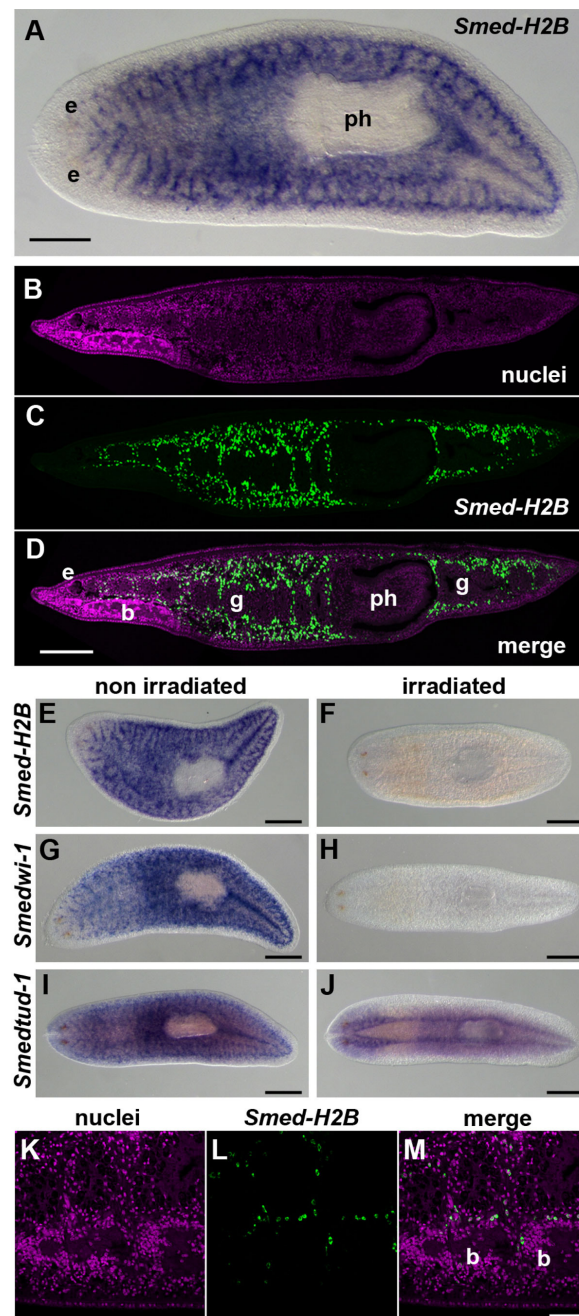 A
Smed-H2B
e
e
ph
B
nuclei
C
Smed-H2B
D
e
b
g
ph
g
merge
non irradiated
irradiated
Smed-H2B
E
F
Smedwi-1
G
H
Smedtud-1
I
J
nuclei
Smed-H2B
merge
K
L
M
b
b